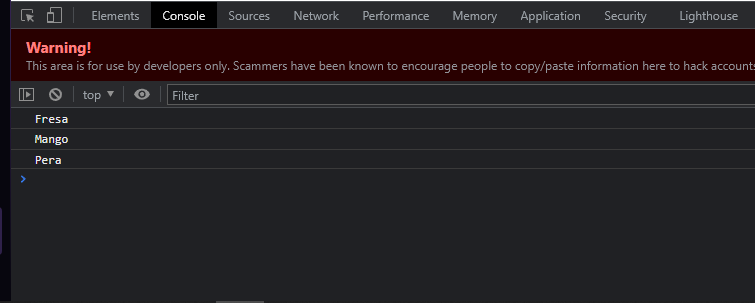 Elements Console Sources Network Performance Memory Application Security Lighthouse
Warning!
This area is for use by developers only. Scammers have been known to encourage people to copy/paste information here to hack accounts
top Filter
Fresa
Mango
Pera